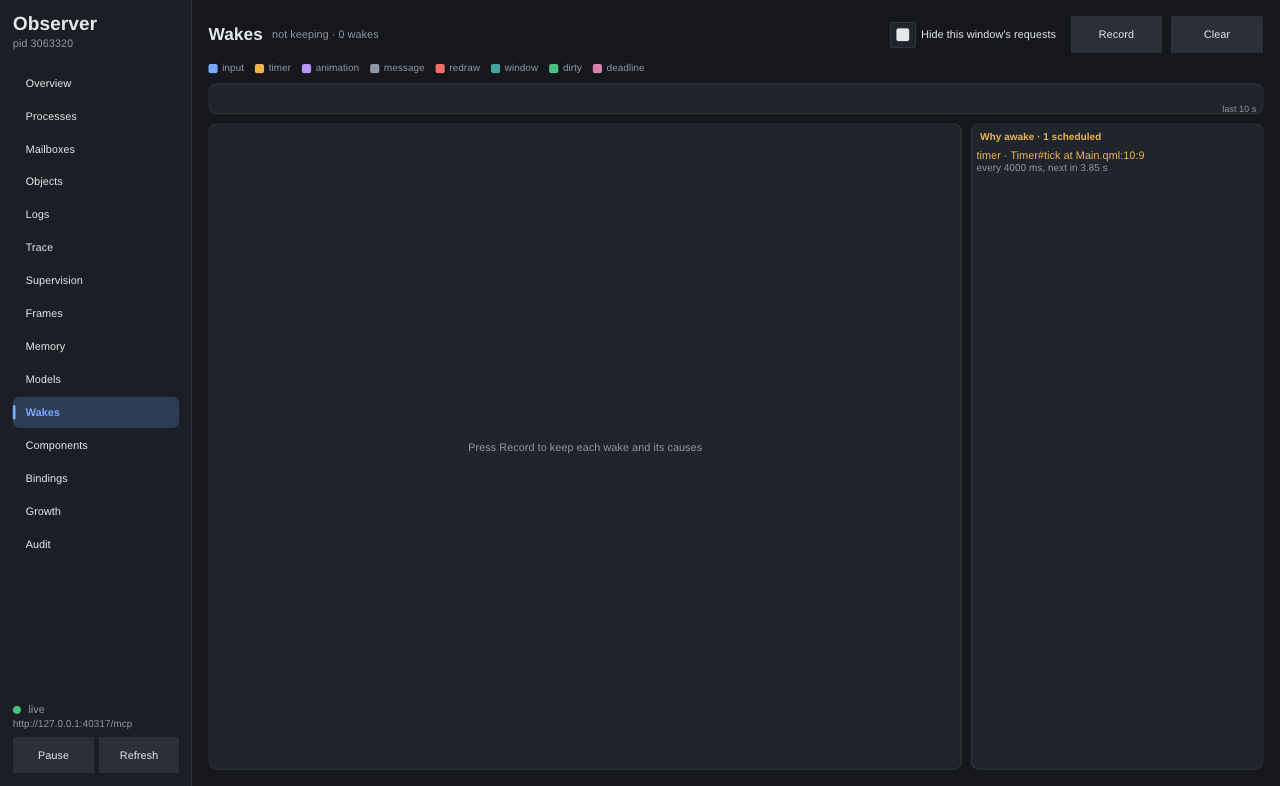 Observer
pid 3063320
Overview
Processes
Mailboxes
Objects
Logs
Trace
Supervision
Frames
Memory
Models
Wakes
Components
Bindings
Growth
Audit
live
http://127.0.0.1:40317/mcp
Pause Refresh
Wakes not keeping · 0 wakes Hide this window's requests Record Clear
input timer animation message redraw window dirty deadline
last 10 s
Press Record to keep each wake and its causes
Why awake · 1 scheduled
timer · Timer#tick at Main.qml:10:9
every 4000 ms, next in 3.85 s